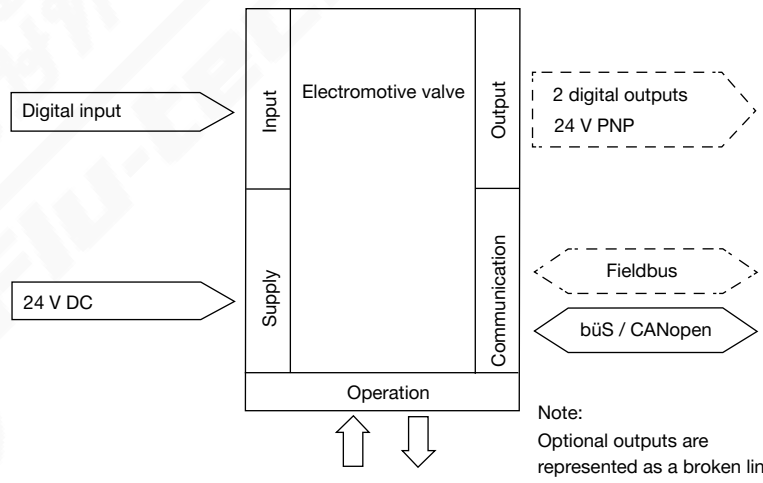 Digital input
24 V DC
Input
Supply
Electromotive valve
Output
Communication
Operation
2 digital outputs
24 V PNP
Fieldbus
büS / CANopen
Note:
Optional outputs are
represented as a broken lin